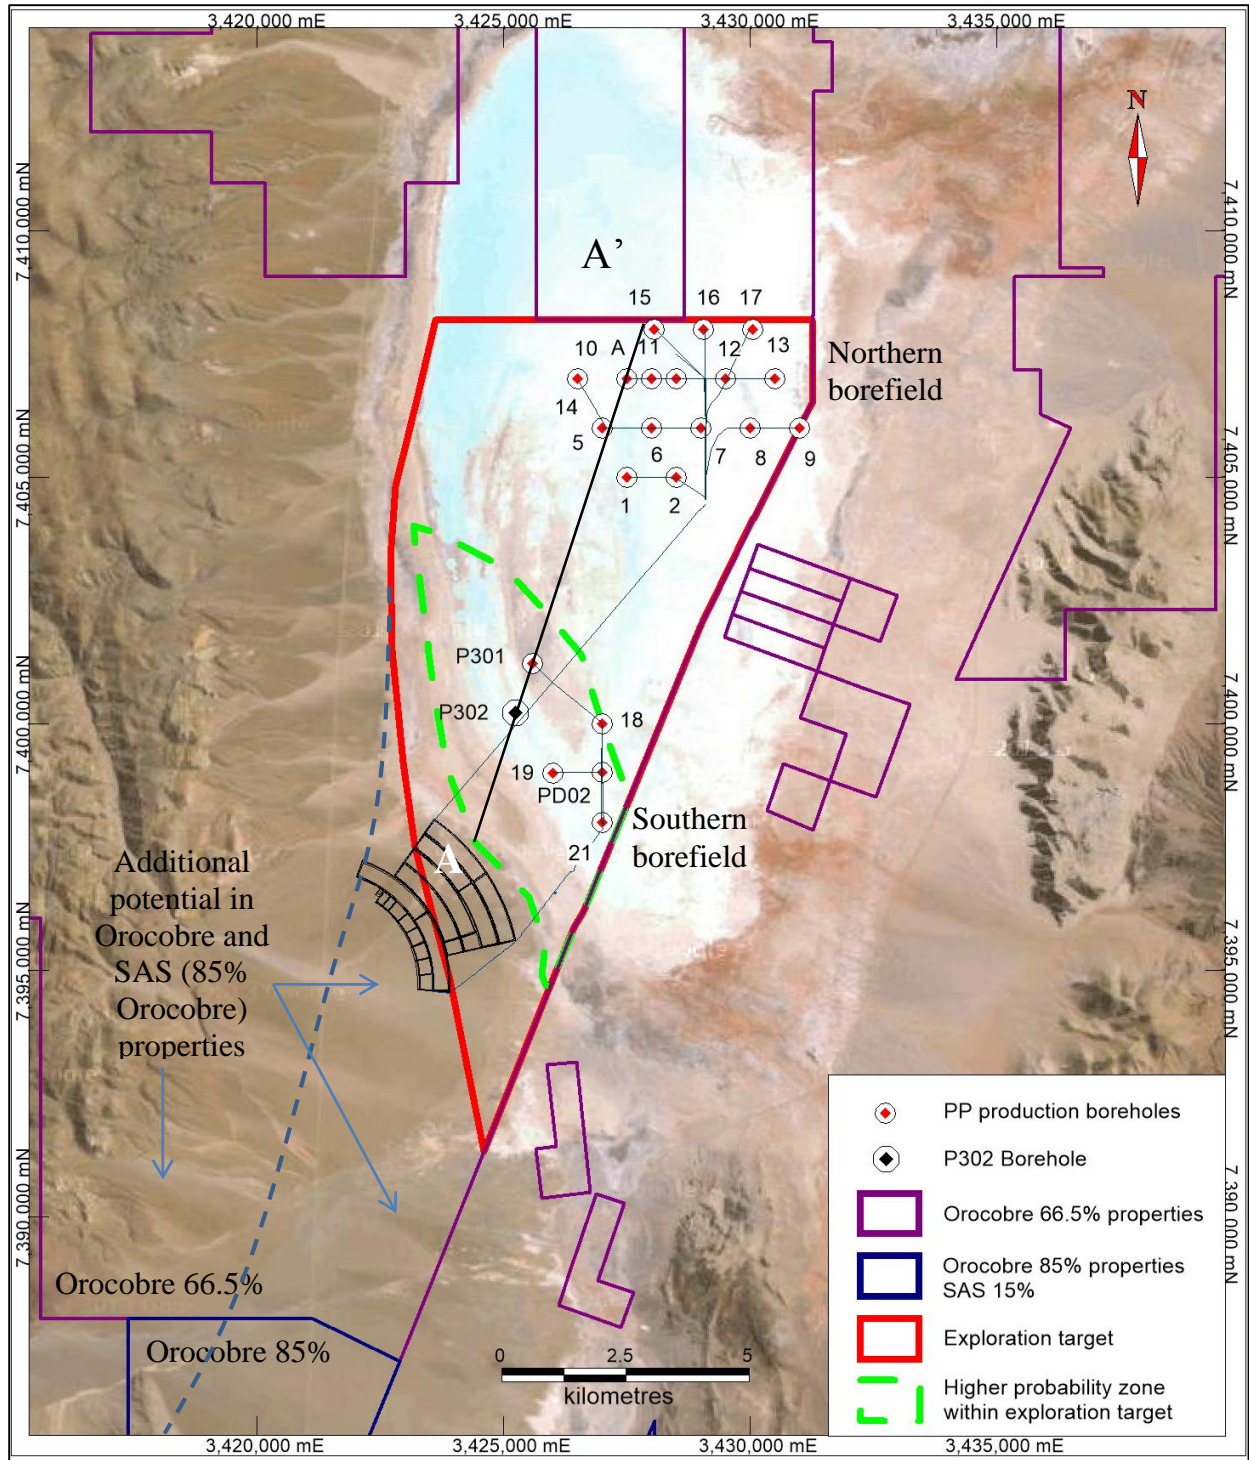 3,420,000 mE
3,425,000 mE
3,430,000 mE
3,435,000 mE
N
7,410,000 mN
7,410,000 mN
A’
15
16
17
10
A
11
12
13
Northern
borefield
14
5
6
7
8
9
1
2
7,405,000 mN
7,405,000 mN
P301
P302
18
19
PD02
21
7,400,000 mN
7,400,000 mN
Southern
borefield
A
Additional
potential in
Orocobre and
SAS (85%
Orocobre)
properties
7,395,000 mN
7,395,000 mN
7,390,000 mN
7,390,000 mN
Orocobre 66.5%
Orocobre 85%
0
2.5
5
kilometres
PP production boreholes
P302 Borehole
Orocobre 66.5% properties
Orocobre 85% properties
SAS 15%
Exploration target
Higher probability zone
within exploration target
3,420,000 mE
3,425,000 mE
3,430,000 mE
3,435,000 mE